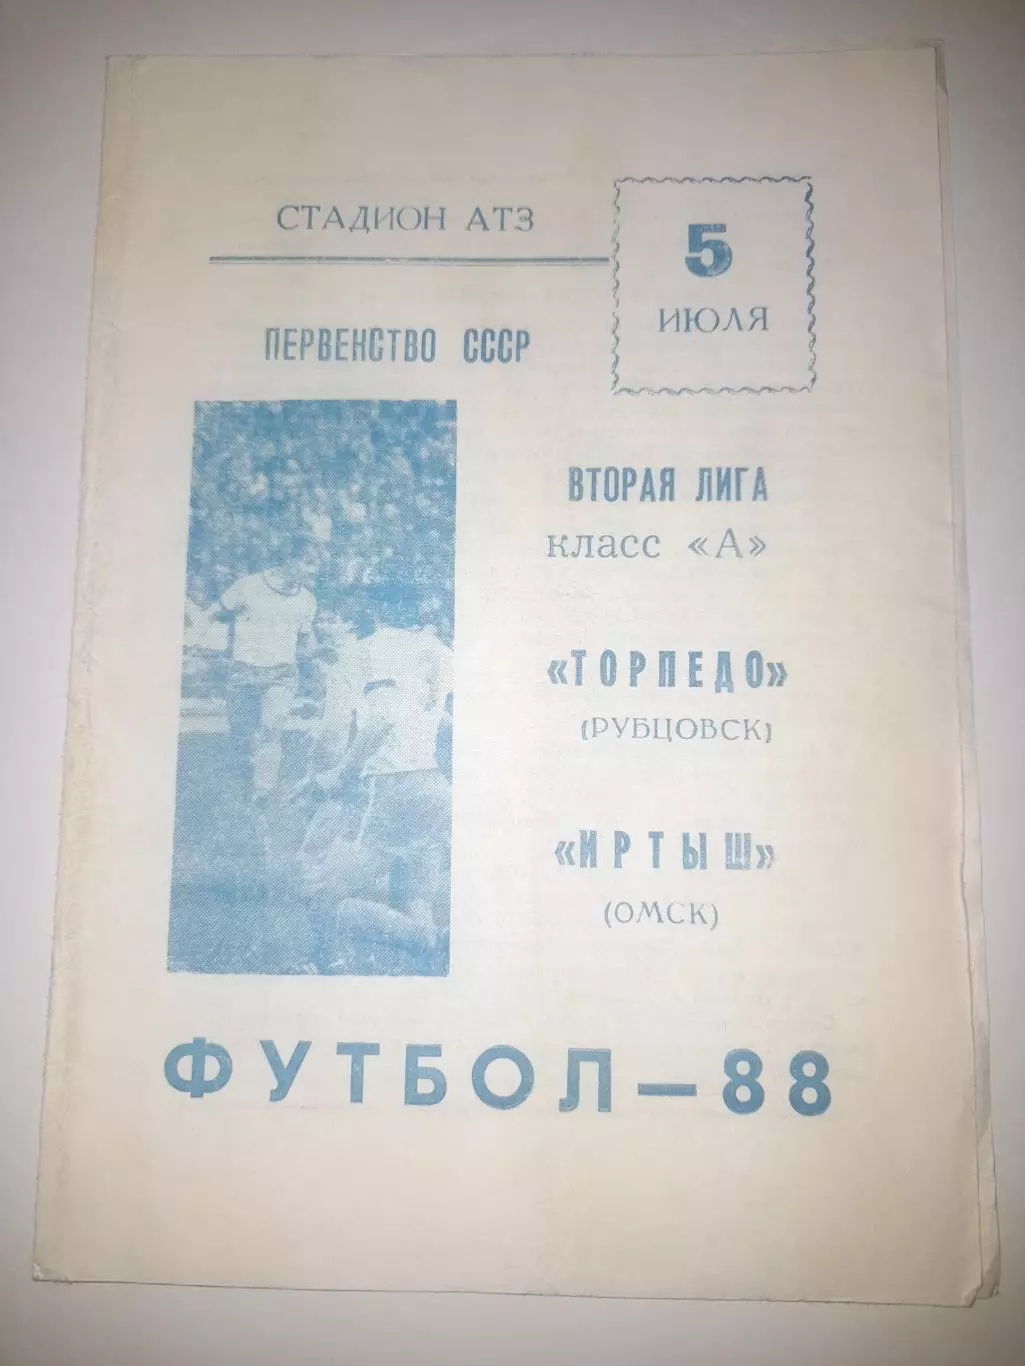 СТАДИОН АТЗ
5
ИЮЛЯ
ПЕРВЕНСТВО СССР
ВТОРАЯ ЛИГА
класс «А»
«ТОРПЕДО»
(РУБЦОВСК)
«ИРТЫШ»
(ОМСК)
ФУТБОЛ — 88